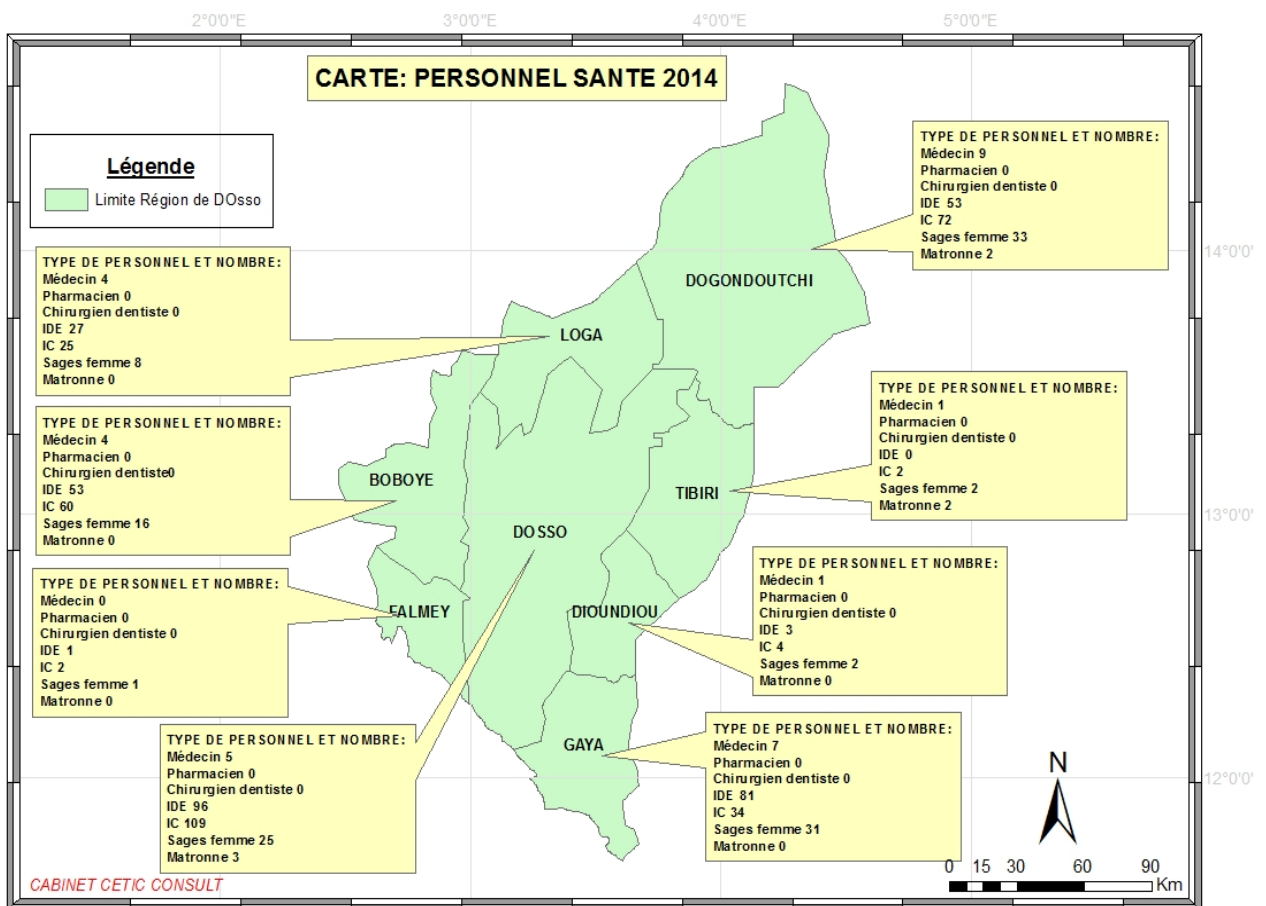 2°0'0"E 3°0'0"E 4°0'0"E 5°0'0"E
CARTE: PERSONNEL SANTE 2014
Légende
Limite Région de DOsso
TYPE DE PERSONNEL ET NOMBRE:
Médecin 9
Pharmacien 0
Chirurgien dentiste 0
IDE 53
IC 72
Sages femme 33
Matronne 2
14°0'0'
TYPE DE PERSONNEL ET NOMBRE:
Médecin 4
Pharmacien 0
Chirurgien dentiste 0
IDE 27
IC 25
Sages femme 8
Matronne 0
DOGONDOUTCHI
LOGA
TYPE DE PERSONNEL ET NOMBRE:
Médecin 1
Pharmacien 0
Chirurgien dentiste 0
IDE 0
IC 2
Sages femme 2
Matronne 2
TYPE DE PERSONNEL ET NOMBRE:
Médecin 4
Pharmacien 0
Chirurgien dentiste0
IDE 53
IC 60
Sages femme 16
Matronne 0
BOBOYE
TIBIRI
13°0'0'
DOSSO
TYPE DE PERSONNEL ET NOMBRE:
Médecin 1
Pharmacien 0
Chirurgien dentiste 0
IDE 3
IC 4
Sages femme 2
Matronne 0
TYPE DE PERSONNEL ET NOMBRE:
Médecin 0
Pharmacien 0
Chirurgien dentiste 0
IDE 1
IC 2
Sages femme 1
Matronne 0
FALMEY
DIOUNDIOU
TYPE DE PERSONNEL ET NOMBRE:
Médecin 7
Pharmacien 0
Chirurgien dentiste 0
IDE 81
IC 34
Sages femme 31
Matronne 0
TYPE DE PERSONNEL ET NOMBRE:
Médecin 5
Pharmacien 0
Chirurgien dentiste 0
IDE 96
IC 109
Sages femme 25
Matronne 3
GAYA
N
12°0'0'
0 15 30 60 90
Km
CABINET CETIC CONSULT